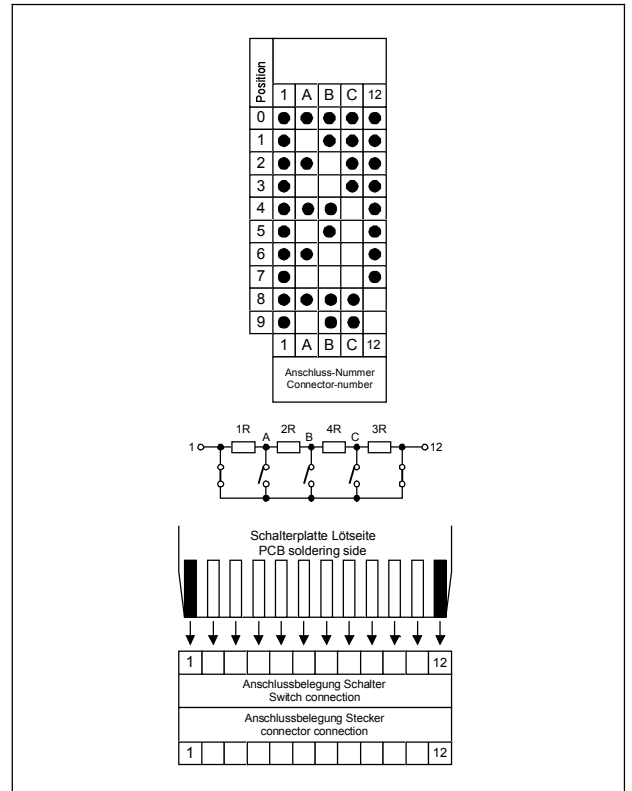 Position
1 A B C 12
0 ● ● ● ● ●
1 ● ● ● ●
2 ● ● ● ●
3 ● ● ●
4 ● ● ● ●
5 ● ● ●
6 ● ● ●
7 ● ●
8 ● ● ● ●
9 ● ● ●
1 A B C 12
Anschluss-Nummer
Connector-number
1R 2R 4R 3R
1 A B C 12
Schalterplatte Lötseite
PCB soldering side
1 12
Anschlussbelegung Schalter
Switch connection
Anschlussbelegung Stecker
connector connection
1 12